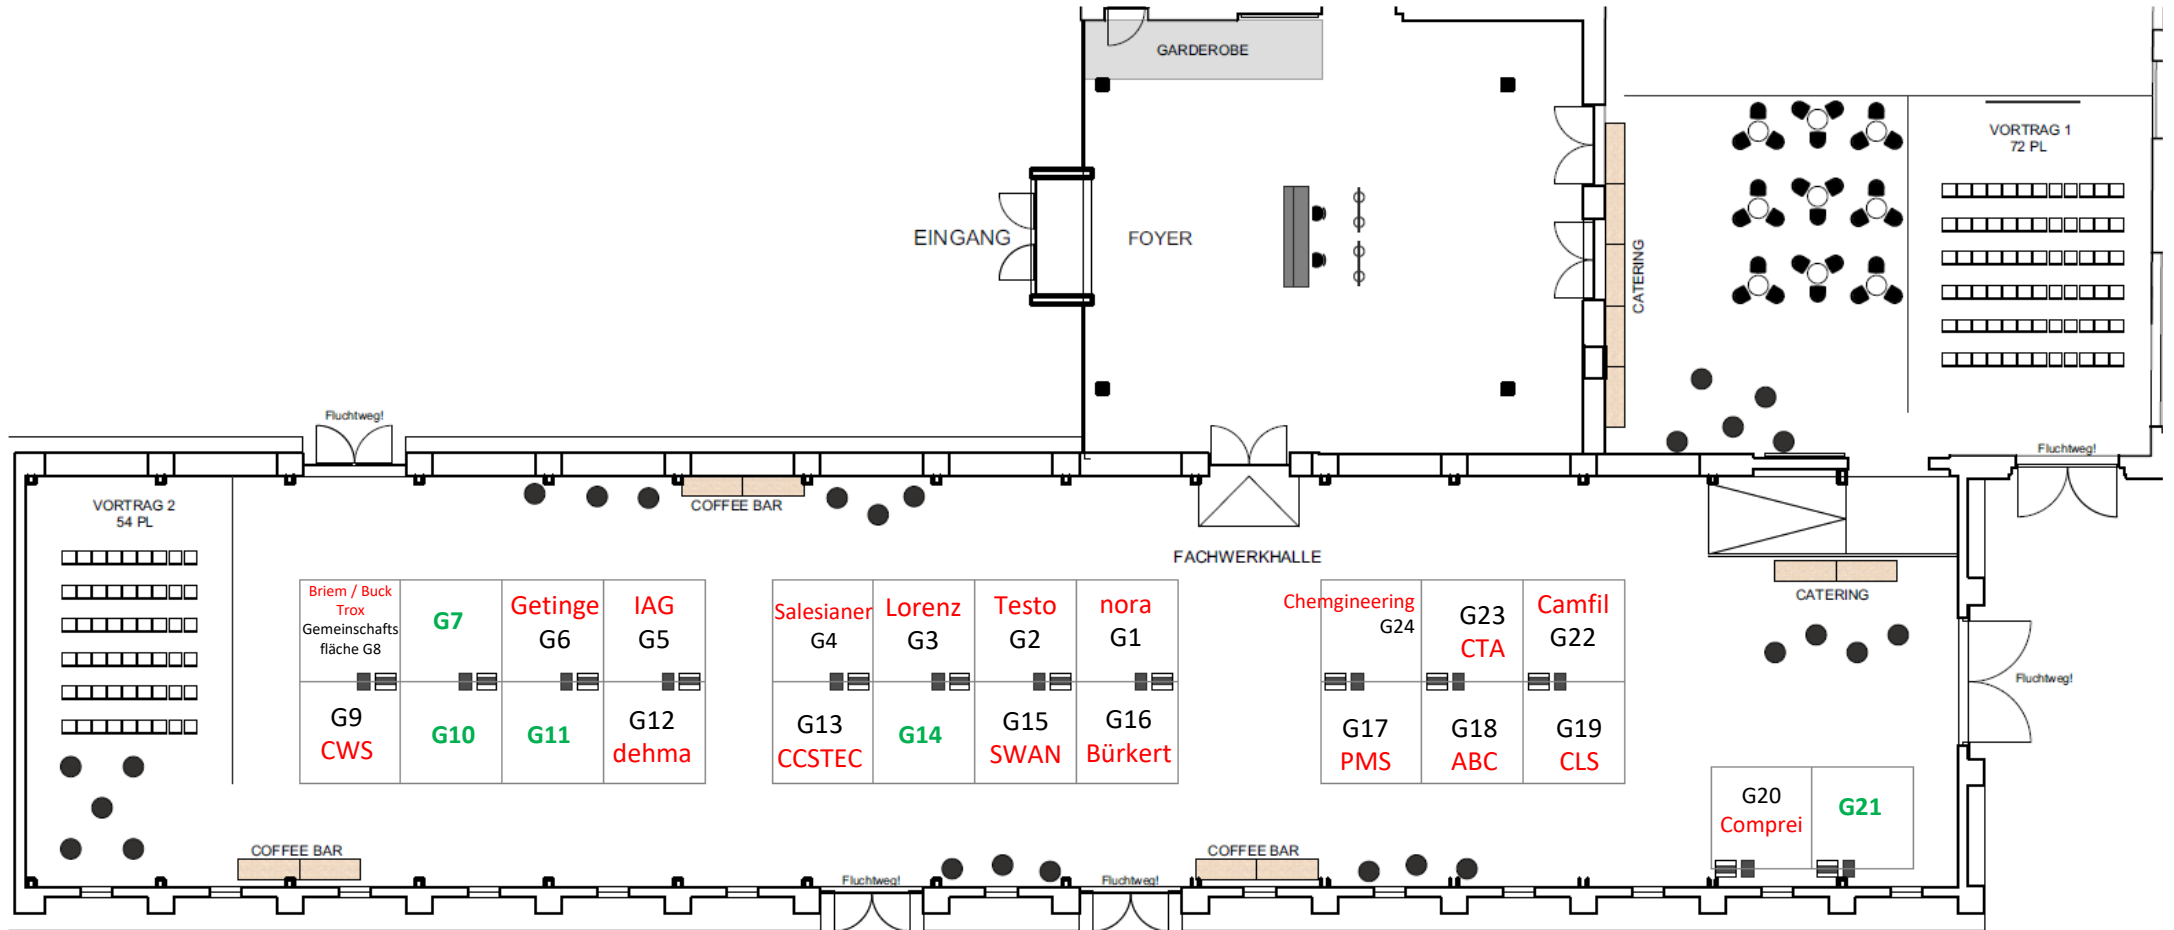 GARDEROBE
VORTRAG 1
72 PL
EINGANG
FOYER
CATERING
Fluchtweg!
Fluchtweg!
VORTRAG 2
54 PL
COFFEE BAR
FACHWERKHALLE
CATERING
Briem / Buck
Trox
Gemeinschafts
fläche G8
G7
Getinge
G6
IAG
G5
Salesianer
G4
Lorenz
G3
Testo
G2
nora
G1
Chemgineering
G24
G23
CTA
Camfil
G22
Fluchtweg!
G9
CWS
G10
G11
G12
dehma
G13
CCSTEC
G14
G15
SWAN
G16
Bürkert
G17
PMS
G18
ABC
G19
CLS
G20
Comprei
G21
COFFEE BAR
COFFEE BAR
Fluchtweg!
Fluchtweg!